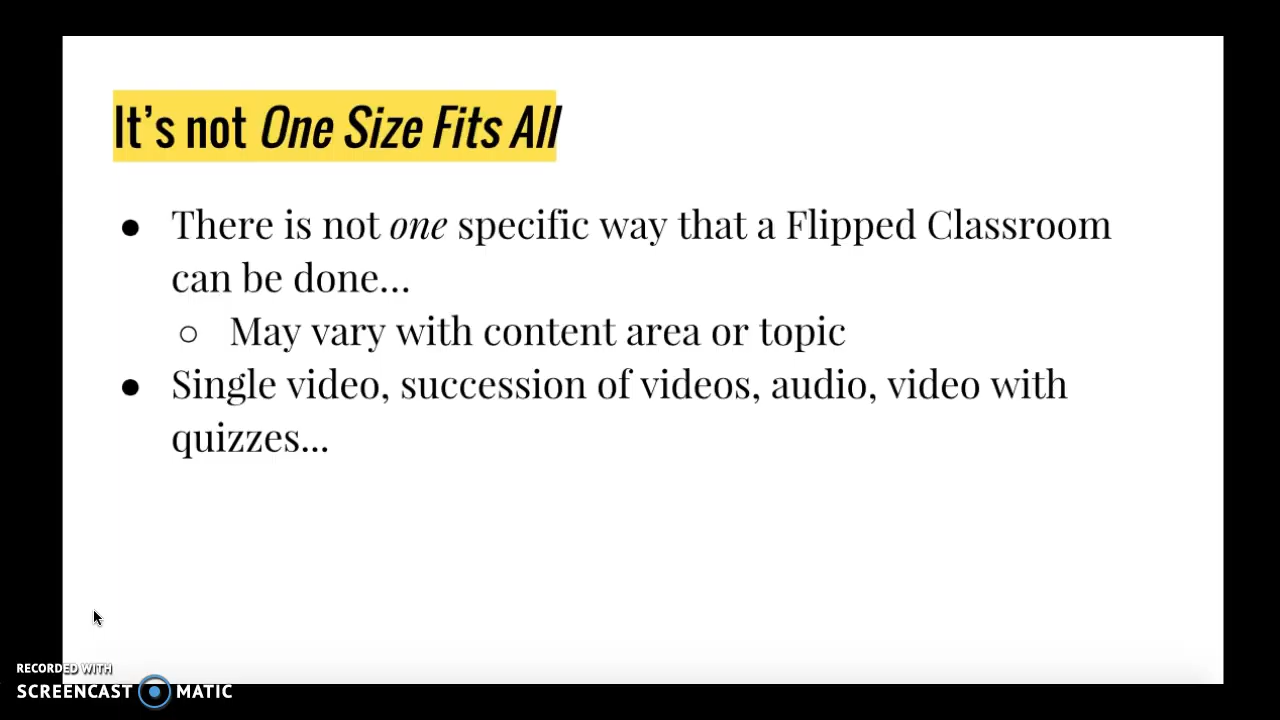 It’s not One Size Fits All
● There is not one specific way that a Flipped Classroom
can be done...
○ May vary with content area or topic
● Single video, succession of videos, audio, video with
quizzes...
RECORDED WITH
SCREENCAST MATIC